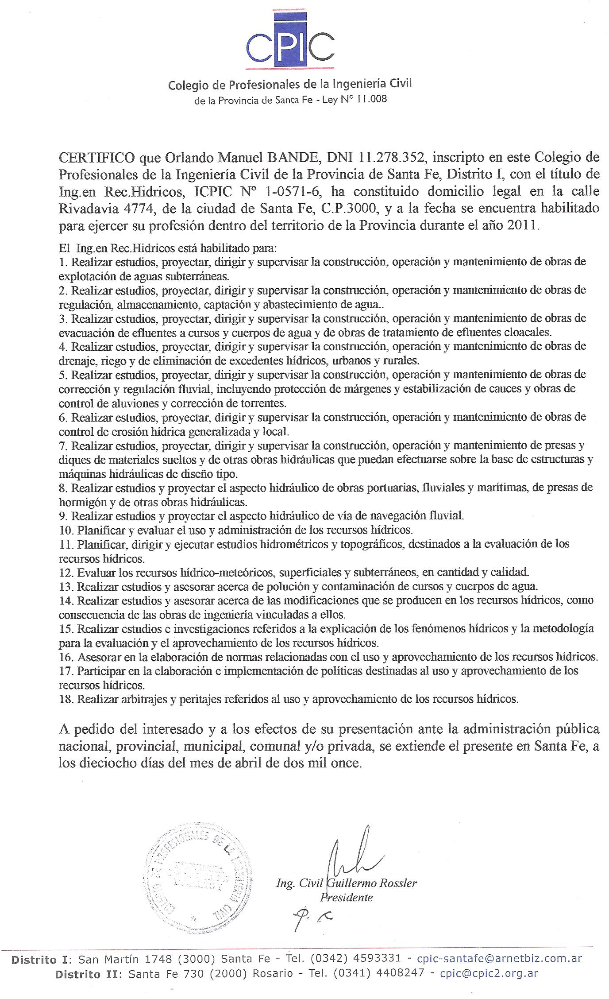 CPIC
Colegio de Profesionales de la Ingeniería Civil
de la Provincia de Santa Fe - Ley Nº 11.008
CERTIFICO que Orlando Manuel BANDE, DNI 11.278.352, inscripto en este Colegio de
Profesionales de la Ingeniería Civil de la Provincia de Santa Fe, Distrito I, con el título de
Ing.en Rec.Hidricos, ICPIC Nº 1-0571-6, ha constituido domicilio legal en la calle
Rivadavia 4774, de la ciudad de Santa Fe, C.P.3000, y a la fecha se encuentra habilitado
para ejercer su profesión dentro del territorio de la Provincia durante el año 2011.
El Ing.en Rec.Hidricos está habilitado para:
1. Realizar estudios, proyectar, dirigir y supervisar la construcción, operación y mantenimiento de obras de
explotación de aguas subterráneas.
2. Realizar estudios, proyectar, dirigir y supervisar la construcción, operación y mantenimiento de obras de
regulación, almacenamiento, captación y abastecimiento de agua..
3. Realizar estudios, proyectar, dirigir y supervisar la construcción, operación y mantenimiento de obras de
evacuación de efluentes a cursos y cuerpos de agua y de obras de tratamiento de efluentes cloacales.
4. Realizar estudios, proyectar, dirigir y supervisar la construcción, operación y mantenimiento de obras de
drenaje, riego y de eliminación de excedentes hídricos, urbanos y rurales.
5. Realizar estudios, proyectar, dirigir y supervisar la construcción, operación y mantenimiento de obras de
corrección y regulación fluvial, incluyendo protección de márgenes y estabilización de cauces y obras de
control de aluviones y corrección de torrentes.
6. Realizar estudios, proyectar, dirigir y supervisar la construcción, operación y mantenimiento de obras de
control de erosión hídrica generalizada y local.
7. Realizar estudios, proyectar, dirigir y supervisar la construcción, operación y mantenimiento de presas y
diques de materiales sueltos y de otras obras hidráulicas que puedan efectuarse sobre la base de estructuras y
máquinas hidráulicas de diseño tipo.
8. Realizar estudios y proyectar el aspecto hidráulico de obras portuarias, fluviales y marítimas, de presas de
hormigón y de otras obras hidráulicas.
9. Realizar estudios y proyectar el aspecto hidráulico de vía de navegación fluvial.
10. Planificar y evaluar el uso y administración de los recursos hídricos.
11. Planificar, dirigir y ejecutar estudios hidrométricos y topográficos, destinados a la evaluación de los
recursos hídricos.
12. Evaluar los recursos hídrico-meteóricos, superficiales y subterráneos, en cantidad y calidad.
13. Realizar estudios y asesorar acerca de polución y contaminación de cursos y cuerpos de agua.
14. Realizar estudios y asesorar acerca de las modificaciones que se producen en los recursos hídricos, como
consecuencia de las obras de ingeniería vinculadas a ellos.
15. Realizar estudios e investigaciones referidos a la explicación de los fenómenos hídricos y la metodología
para la evaluación y el aprovechamiento de los recursos hídricos.
16. Asesorar en la elaboración de normas relacionadas con el uso y aprovechamiento de los recursos hídricos.
17. Participar en la elaboración e implementación de políticas destinadas al uso y aprovechamiento de los
recursos hídricos.
18. Realizar arbitrajes y peritajes referidos al uso y aprovechamiento de los recursos hídricos.
A pedido del interesado y a los efectos de su presentación ante la administración pública
nacional, provincial, municipal, comunal y/o privada, se extiende el presente en Santa Fe, a
los dieciocho días del mes de abril de dos mil once.
COLEGIO DE PROFESIONALES DE LA INGENIERIA CIVIL
Ing. Civil Guillermo Rossler
Presidente
Distrito I: San Martín 1748 (3000) Santa Fe - Tel. (0342) 4593331 - cpic-santafe@arnetbiz.com.ar
Distrito II: Santa Fe 730 (2000) Rosario - Tel. (0341) 4408247 - cpic@cpic2.org.ar